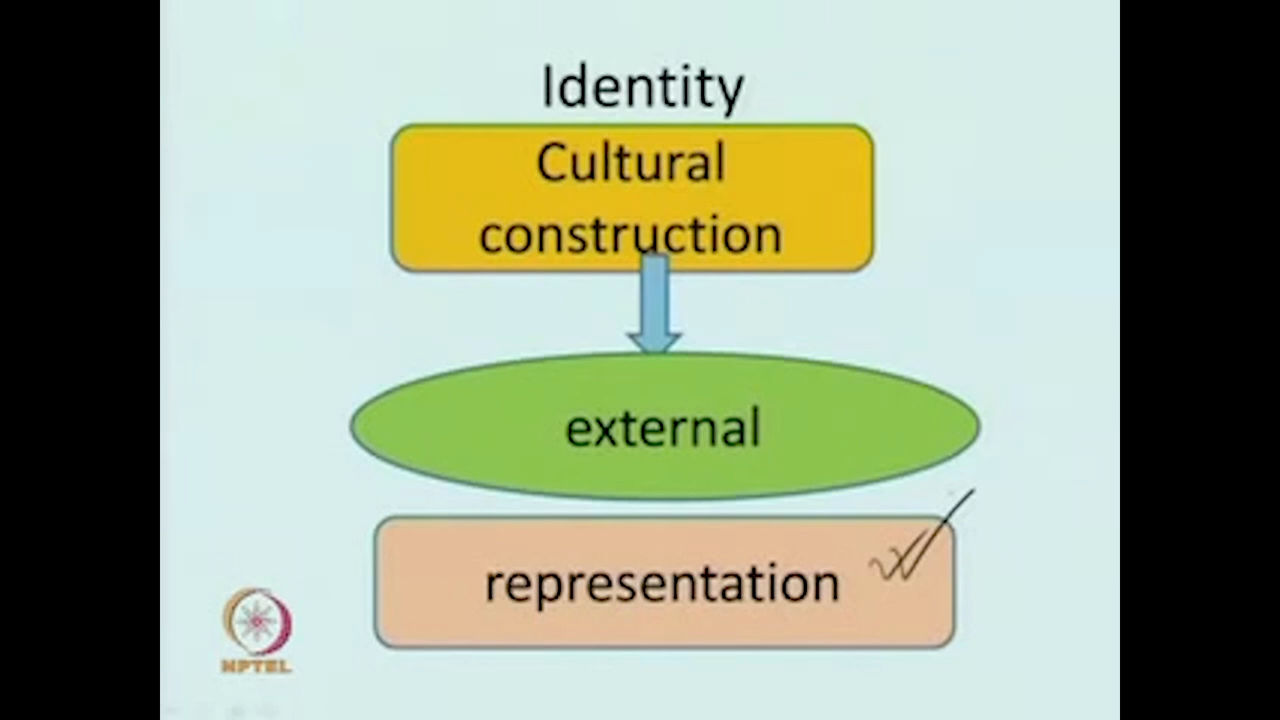 Identity
Cultural
construction
external
representation
NPTEL